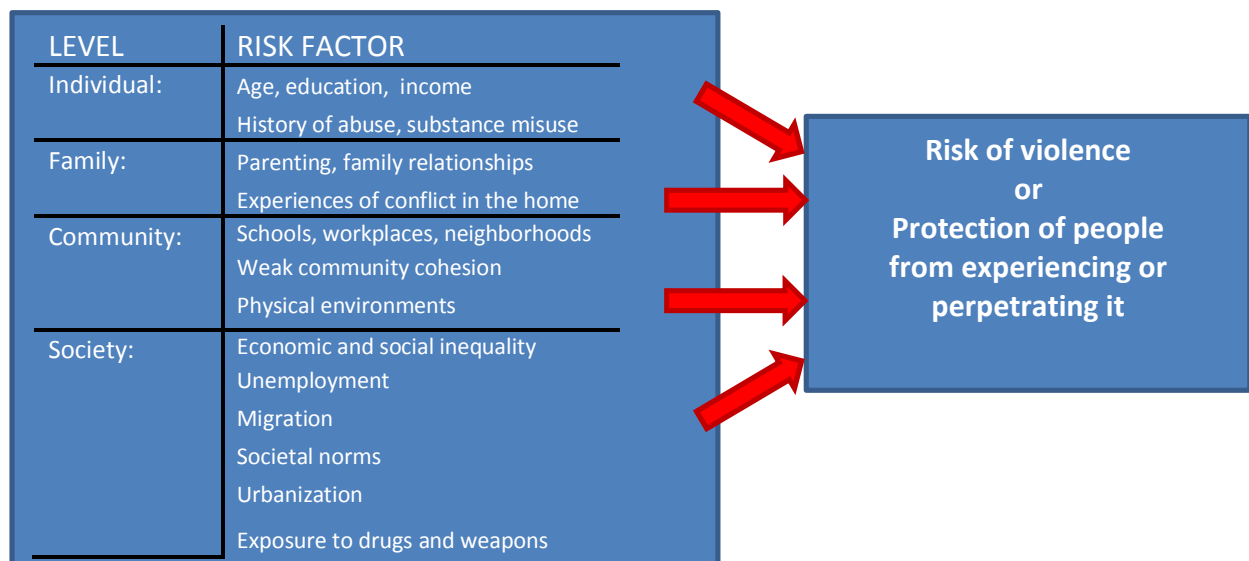 LEVEL RISK FACTOR
Individual: Age, education, income
History of abuse, substance misuse
Family: Parenting, family relationships
Experiences of conflict in the home
Community: Schools, workplaces, neighborhoods
Weak community cohesion
Physical environments
Society: Economic and social inequality
Unemployment
Migration
Societal norms
Urbanization
Exposure to drugs and weapons
Risk of violence
or
Protection of people
from experiencing or
perpetrating it